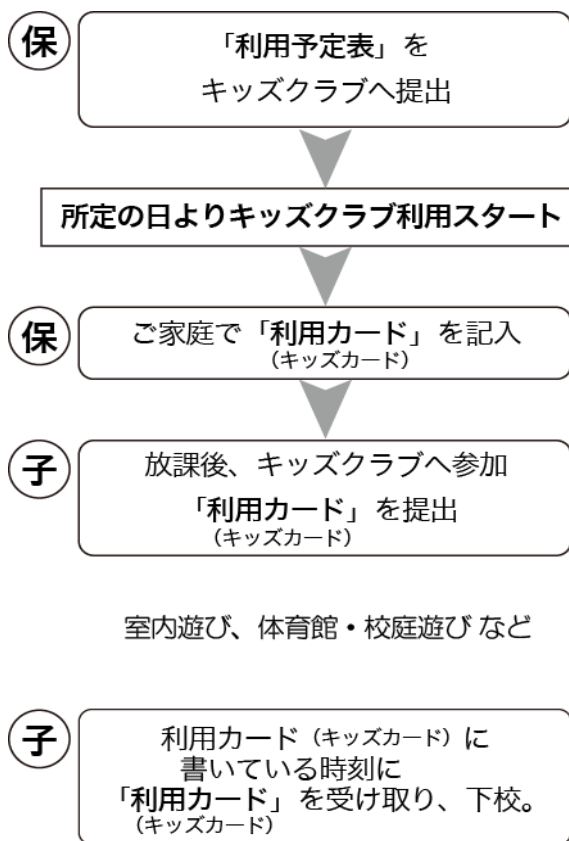 保
「利用予定表」を
キッズクラブへ提出
所定の日よりキッズクラブ利用スタート
保
ご家庭で「利用カード」を記入
（キッズカード）
子
放課後、キッズクラブへ参加
「利用カード」を提出
（キッズカード）
室内遊び、体育館・校庭遊び など
子
利用カード（キッズカード）に
書いている時刻に
「利用カード」を受け取り、下校。
（キッズカード）